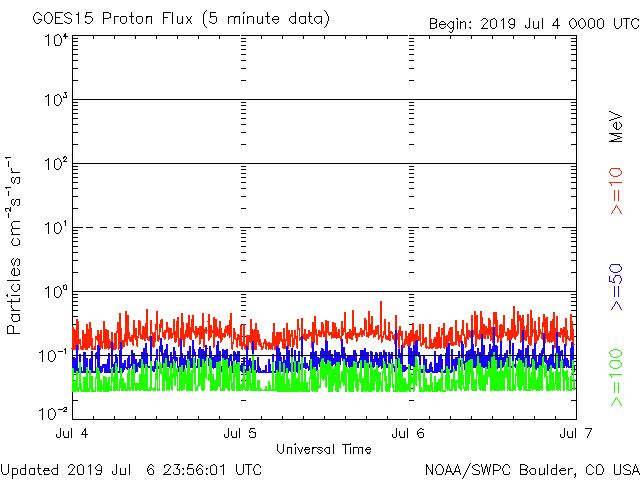 GOES15 Proton Flux (5 minute data)
Begin: 2019 Jul 4 0000 UTC
Particles cm⁻²s⁻¹sr⁻¹
10⁴
10³
10²
10¹
10⁰
10⁻¹
10⁻²
Jul 4
Jul 5
Jul 6
Jul 7
Universal Time
MeV
>=10
>=50
>=100
Updated 2019 Jul 6 23:56:01 UTC
NOAA/SWPC Boulder, CO USA